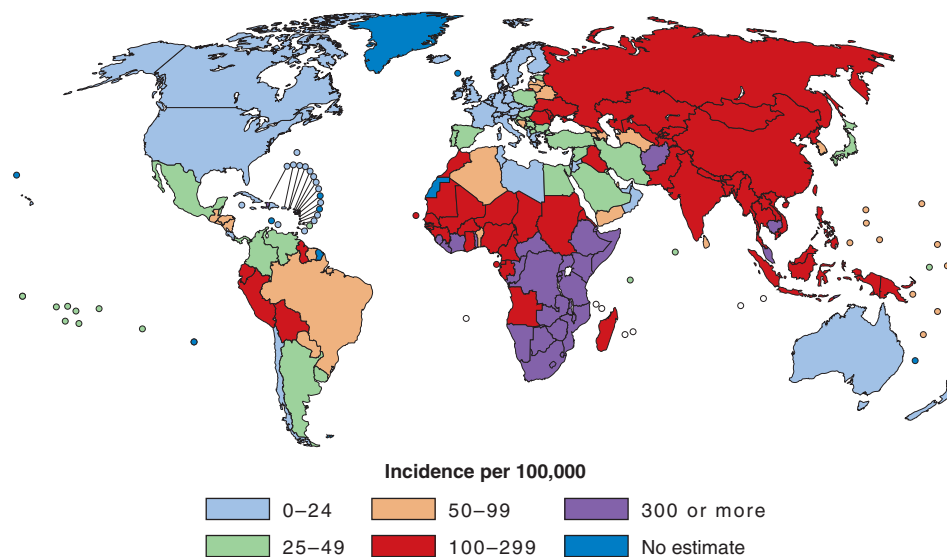 Incidence per 100,000
0–24
50–99
300 or more
25–49
100–299
No estimate